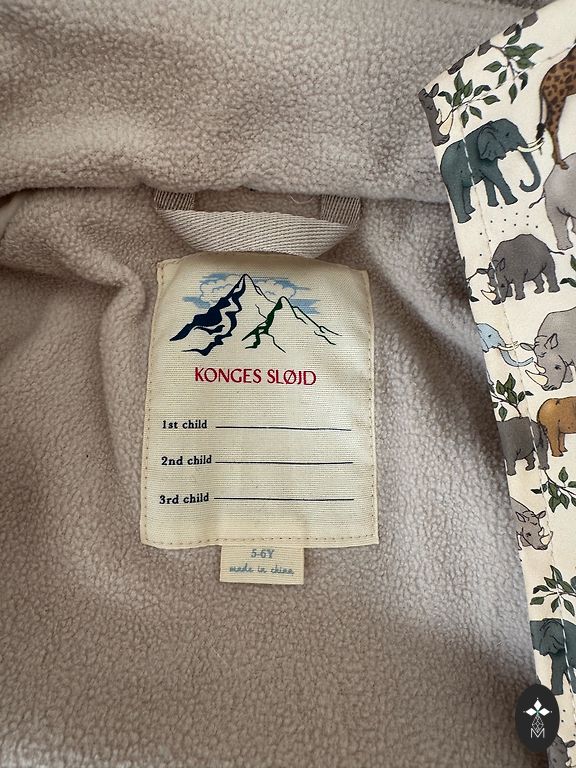 KONGES SLØJD
1st child
2nd child
3rd child
5-6Y
made in china
M